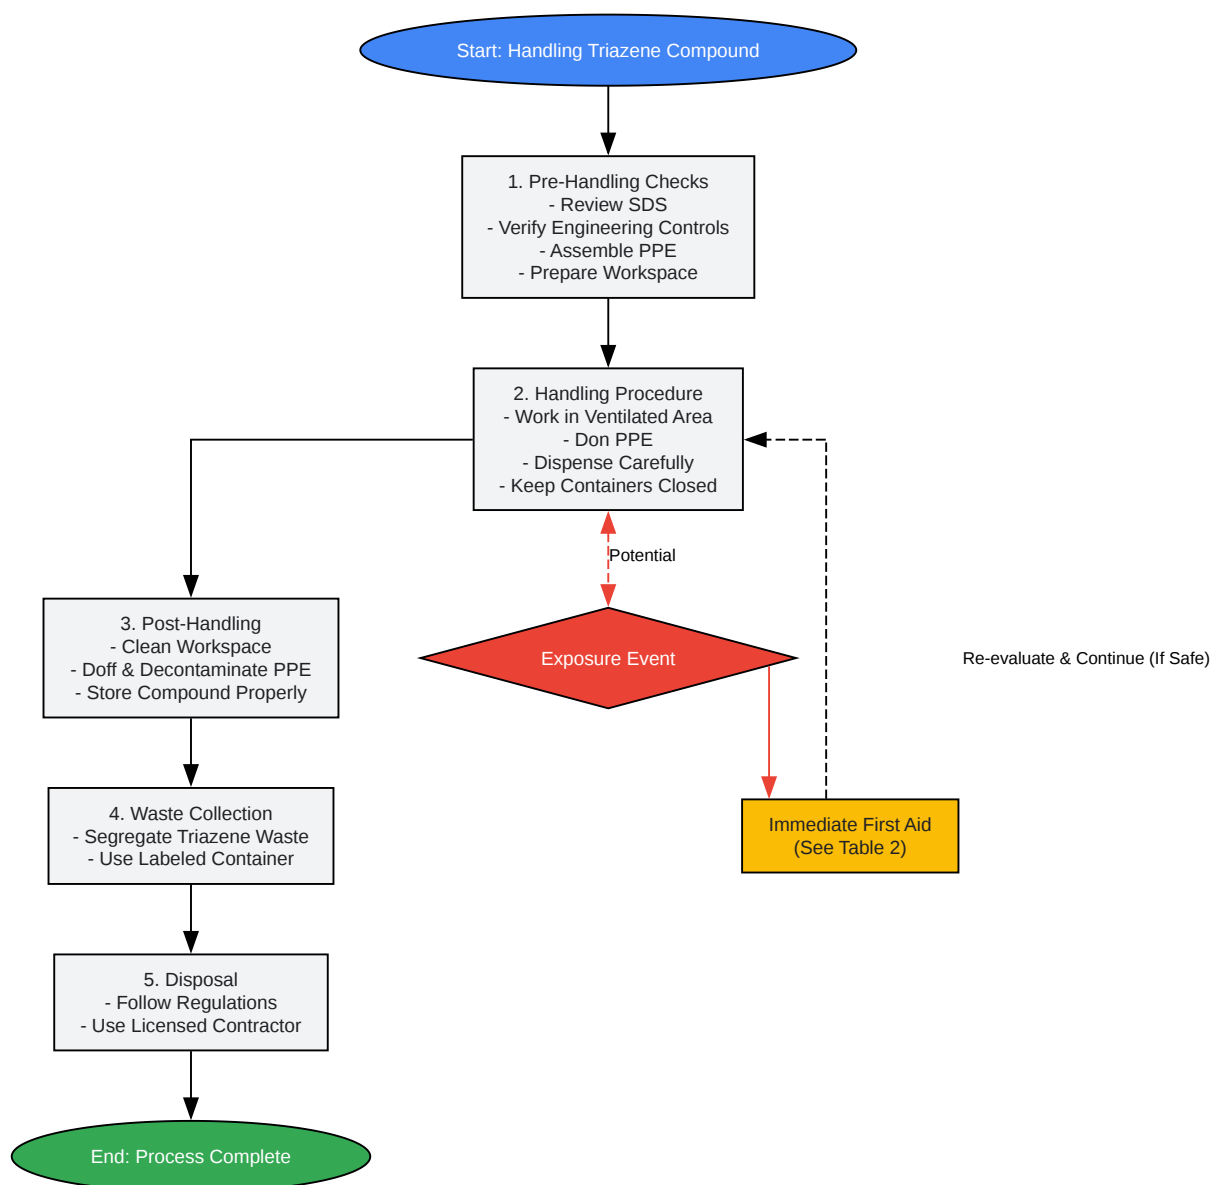 Start: Handling Triazene Compound
1. Pre-Handling Checks
- Review SDS
- Verify Engineering Controls
- Assemble PPE
- Prepare Workspace
2. Handling Procedure
- Work in Ventilated Area
- Don PPE
- Dispense Carefully
- Keep Containers Closed
Potential
Exposure Event
Re-evaluate & Continue (If Safe)
Immediate First Aid
(See Table 2)
3. Post-Handling
- Clean Workspace
- Doff & Decontaminate PPE
- Store Compound Properly
4. Waste Collection
- Segregate Triazene Waste
- Use Labeled Container
5. Disposal
- Follow Regulations
- Use Licensed Contractor
End: Process Complete